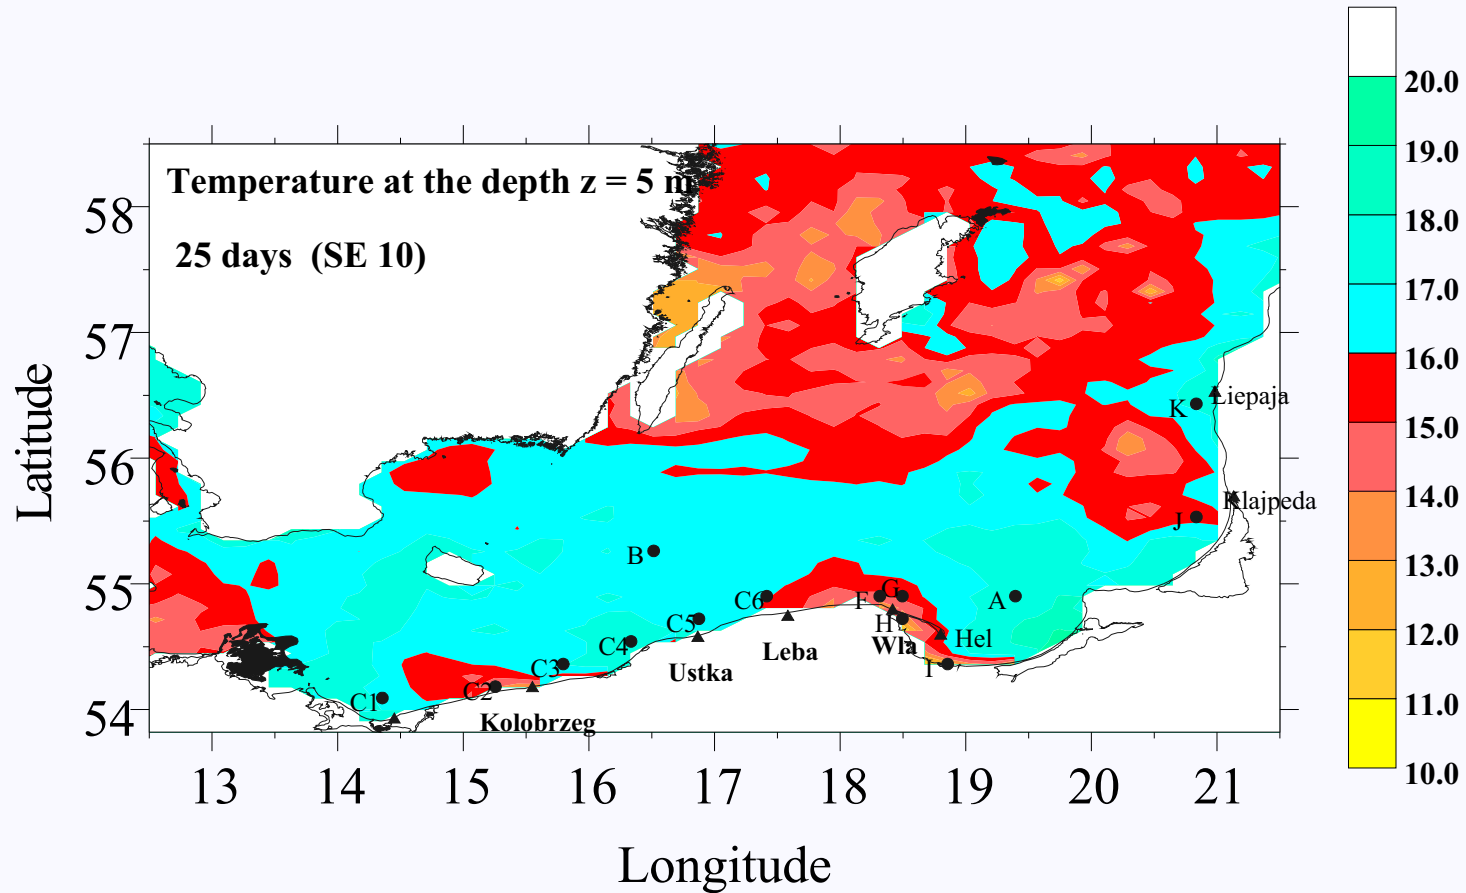 Temperature at the depth z = 5 m
25 days (SE 10)
Latitude
58
57
56
55
54
13 14 15 16 17 18 19 20 21
Longitude
K Liepaja
Klajpeda
J
B
C6 F G A
C5 H
C4 Wla Hel
Leba
C3 I
Ustka
C2
C1
Kolobrzeg
20.0
19.0
18.0
17.0
16.0
15.0
14.0
13.0
12.0
11.0
10.0